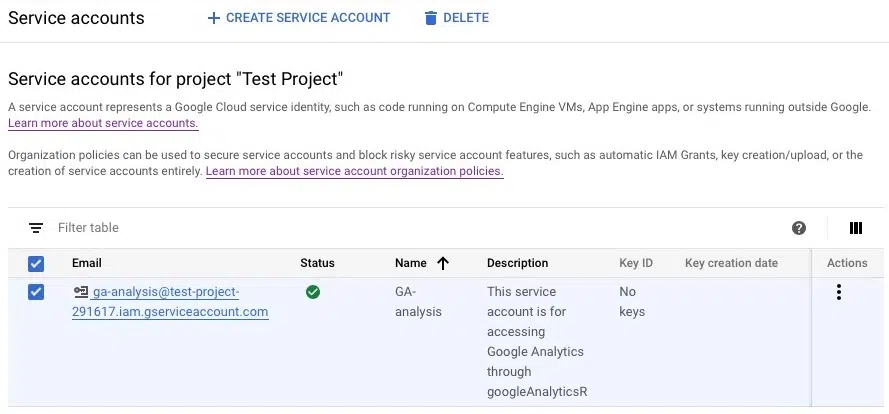 Service accounts
+ CREATE SERVICE ACCOUNT
DELETE
Service accounts for project "Test Project"
A service account represents a Google Cloud service identity, such as code running on Compute Engine VMs, App Engine apps, or systems running outside Google.
Learn more about service accounts.
Organization policies can be used to secure service accounts and block risky service account features, such as automatic IAM Grants, key creation/upload, or the
creation of service accounts entirely. Learn more about service account organization policies.
Filter table
Email Status Name Description Key ID Key creation date Actions
ga-analysis@test-project-
291617.iam.gserviceaccount.com
GA-
analysis
This service
account is for
accessing
Google Analytics
through
googleAnalyticsR
No
keys